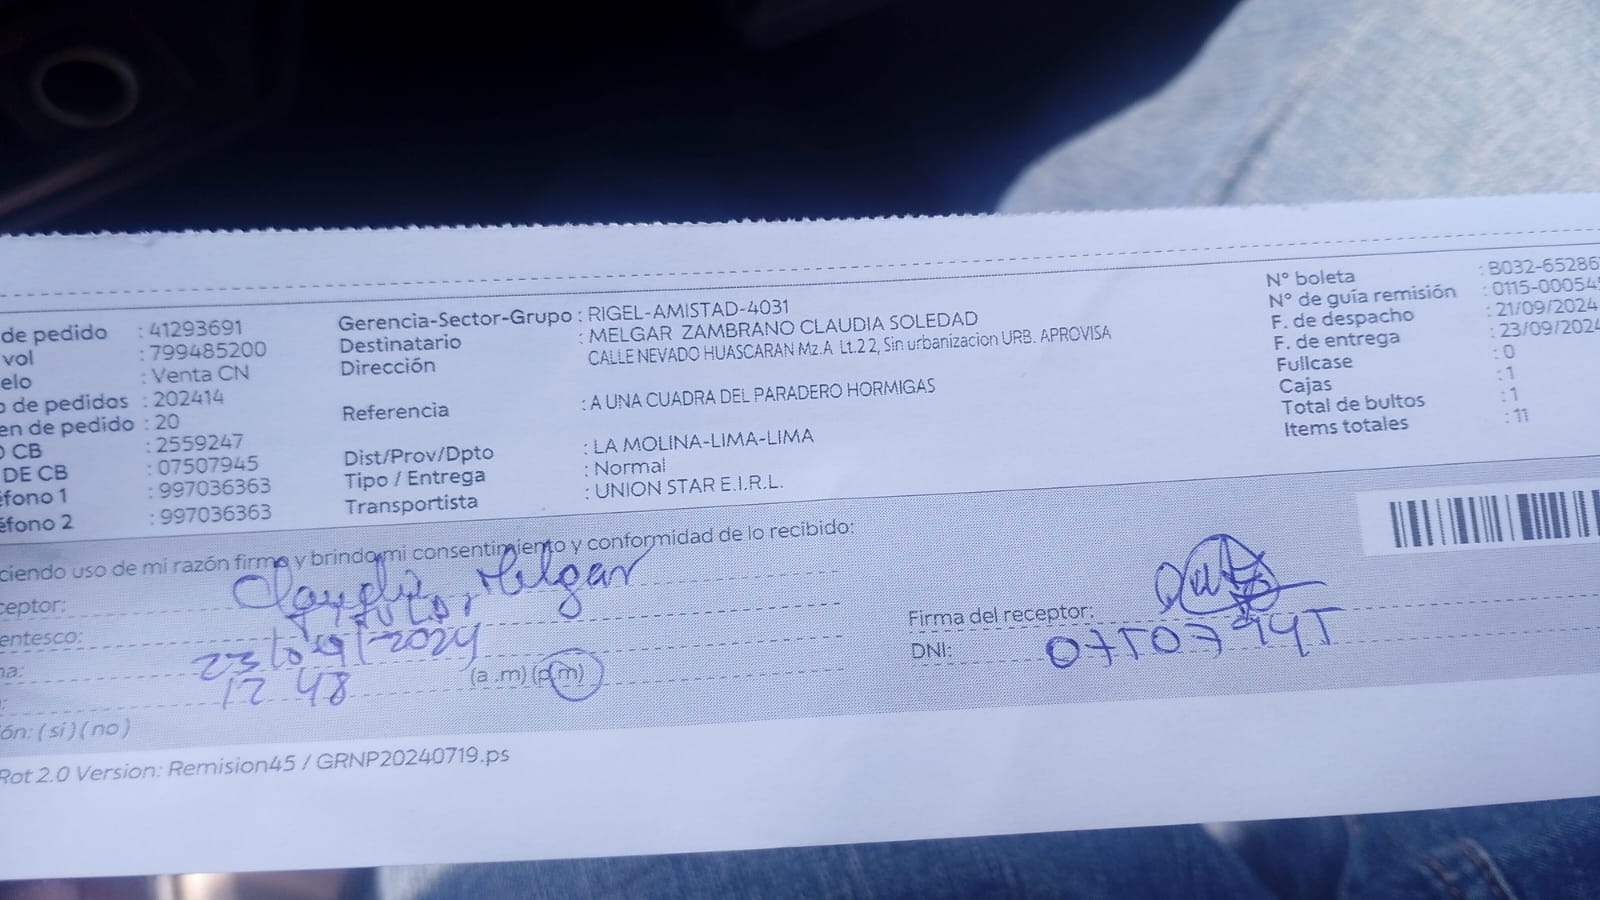 de pedido : 41293691
vol : 799485200
elo : Venta CN
de pedidos : 202414
en de pedido : 20
CB : 2559247
DE CB : 07507945
éfono 1 : 997036363
éfono 2 : 997036363
Gerencia-Sector-Grupo : RIGEL-AMISTAD-4031
Destinatario : MELGAR ZAMBRANO CLAUDIA SOLEDAD
Dirección CALLE NEVADO HUASCARAN Mz.A Lt.2 2, Sin urbanizacion URB. APROVISA
Referencia : A UNA CUADRA DEL PARADERO HORMIGAS
Dist/Prov/Dpto : LA MOLINA-LIMA-LIMA
Tipo / Entrega : Normal
Transportista : UNION STAR E.I.R.L.
N° boleta : B032-65286
N° de guía remisión : 0115-00054
F. de despacho : 21/09/2024
F. de entrega : 23/09/2024
Fullcase : 0
Cajas : 1
Total de bultos : 1
Items totales : 11
ciendo uso de mi razón firmo y brindo mi consentimiento y conformidad de lo recibido:
ceptor: Claudia Melgar
entesco:
na: 23/09/2024
: 12 48 (a .m) (p.m)
ón: ( si ) ( no )
Firma del receptor:
DNI: 07507945
Rot 2.0 Version: Remision45 / GRNP20240719.ps